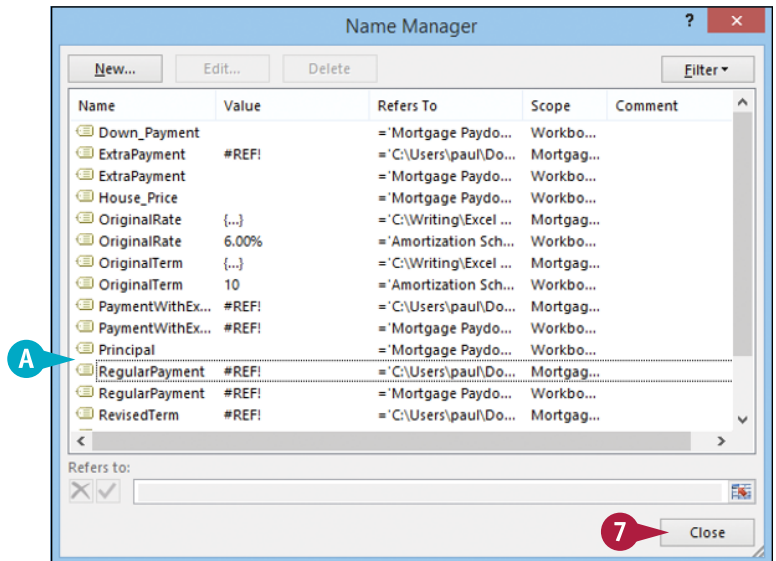 Name Manager ? ×
New... Edit... Delete Filter
Name Value Refers To Scope Comment
Down_Payment ='Mortgage Paydo... Workbo...
ExtraPayment #REF! ='C:\Users\paul\Do... Mortgag...
ExtraPayment ='Mortgage Paydo... Workbo...
House_Price ='Mortgage Paydo... Workbo...
OriginalRate {...} ='C:\Writing\Excel ... Mortgag...
OriginalRate 6.00% ='Amortization Sch... Workbo...
OriginalTerm {...} ='C:\Writing\Excel ... Mortgag...
OriginalTerm 10 ='Amortization Sch... Workbo...
PaymentWithEx... #REF! ='C:\Users\paul\Do... Mortgag...
PaymentWithEx... #REF! ='Mortgage Paydo... Workbo...
Principal ='Mortgage Paydo... Workbo...
A
RegularPayment #REF! ='C:\Users\paul\Do... Mortgag...
RegularPayment #REF! ='Mortgage Paydo... Workbo...
RevisedTerm #REF! ='C:\Users\paul\Do... Mortgag...
Refers to:
7 Close